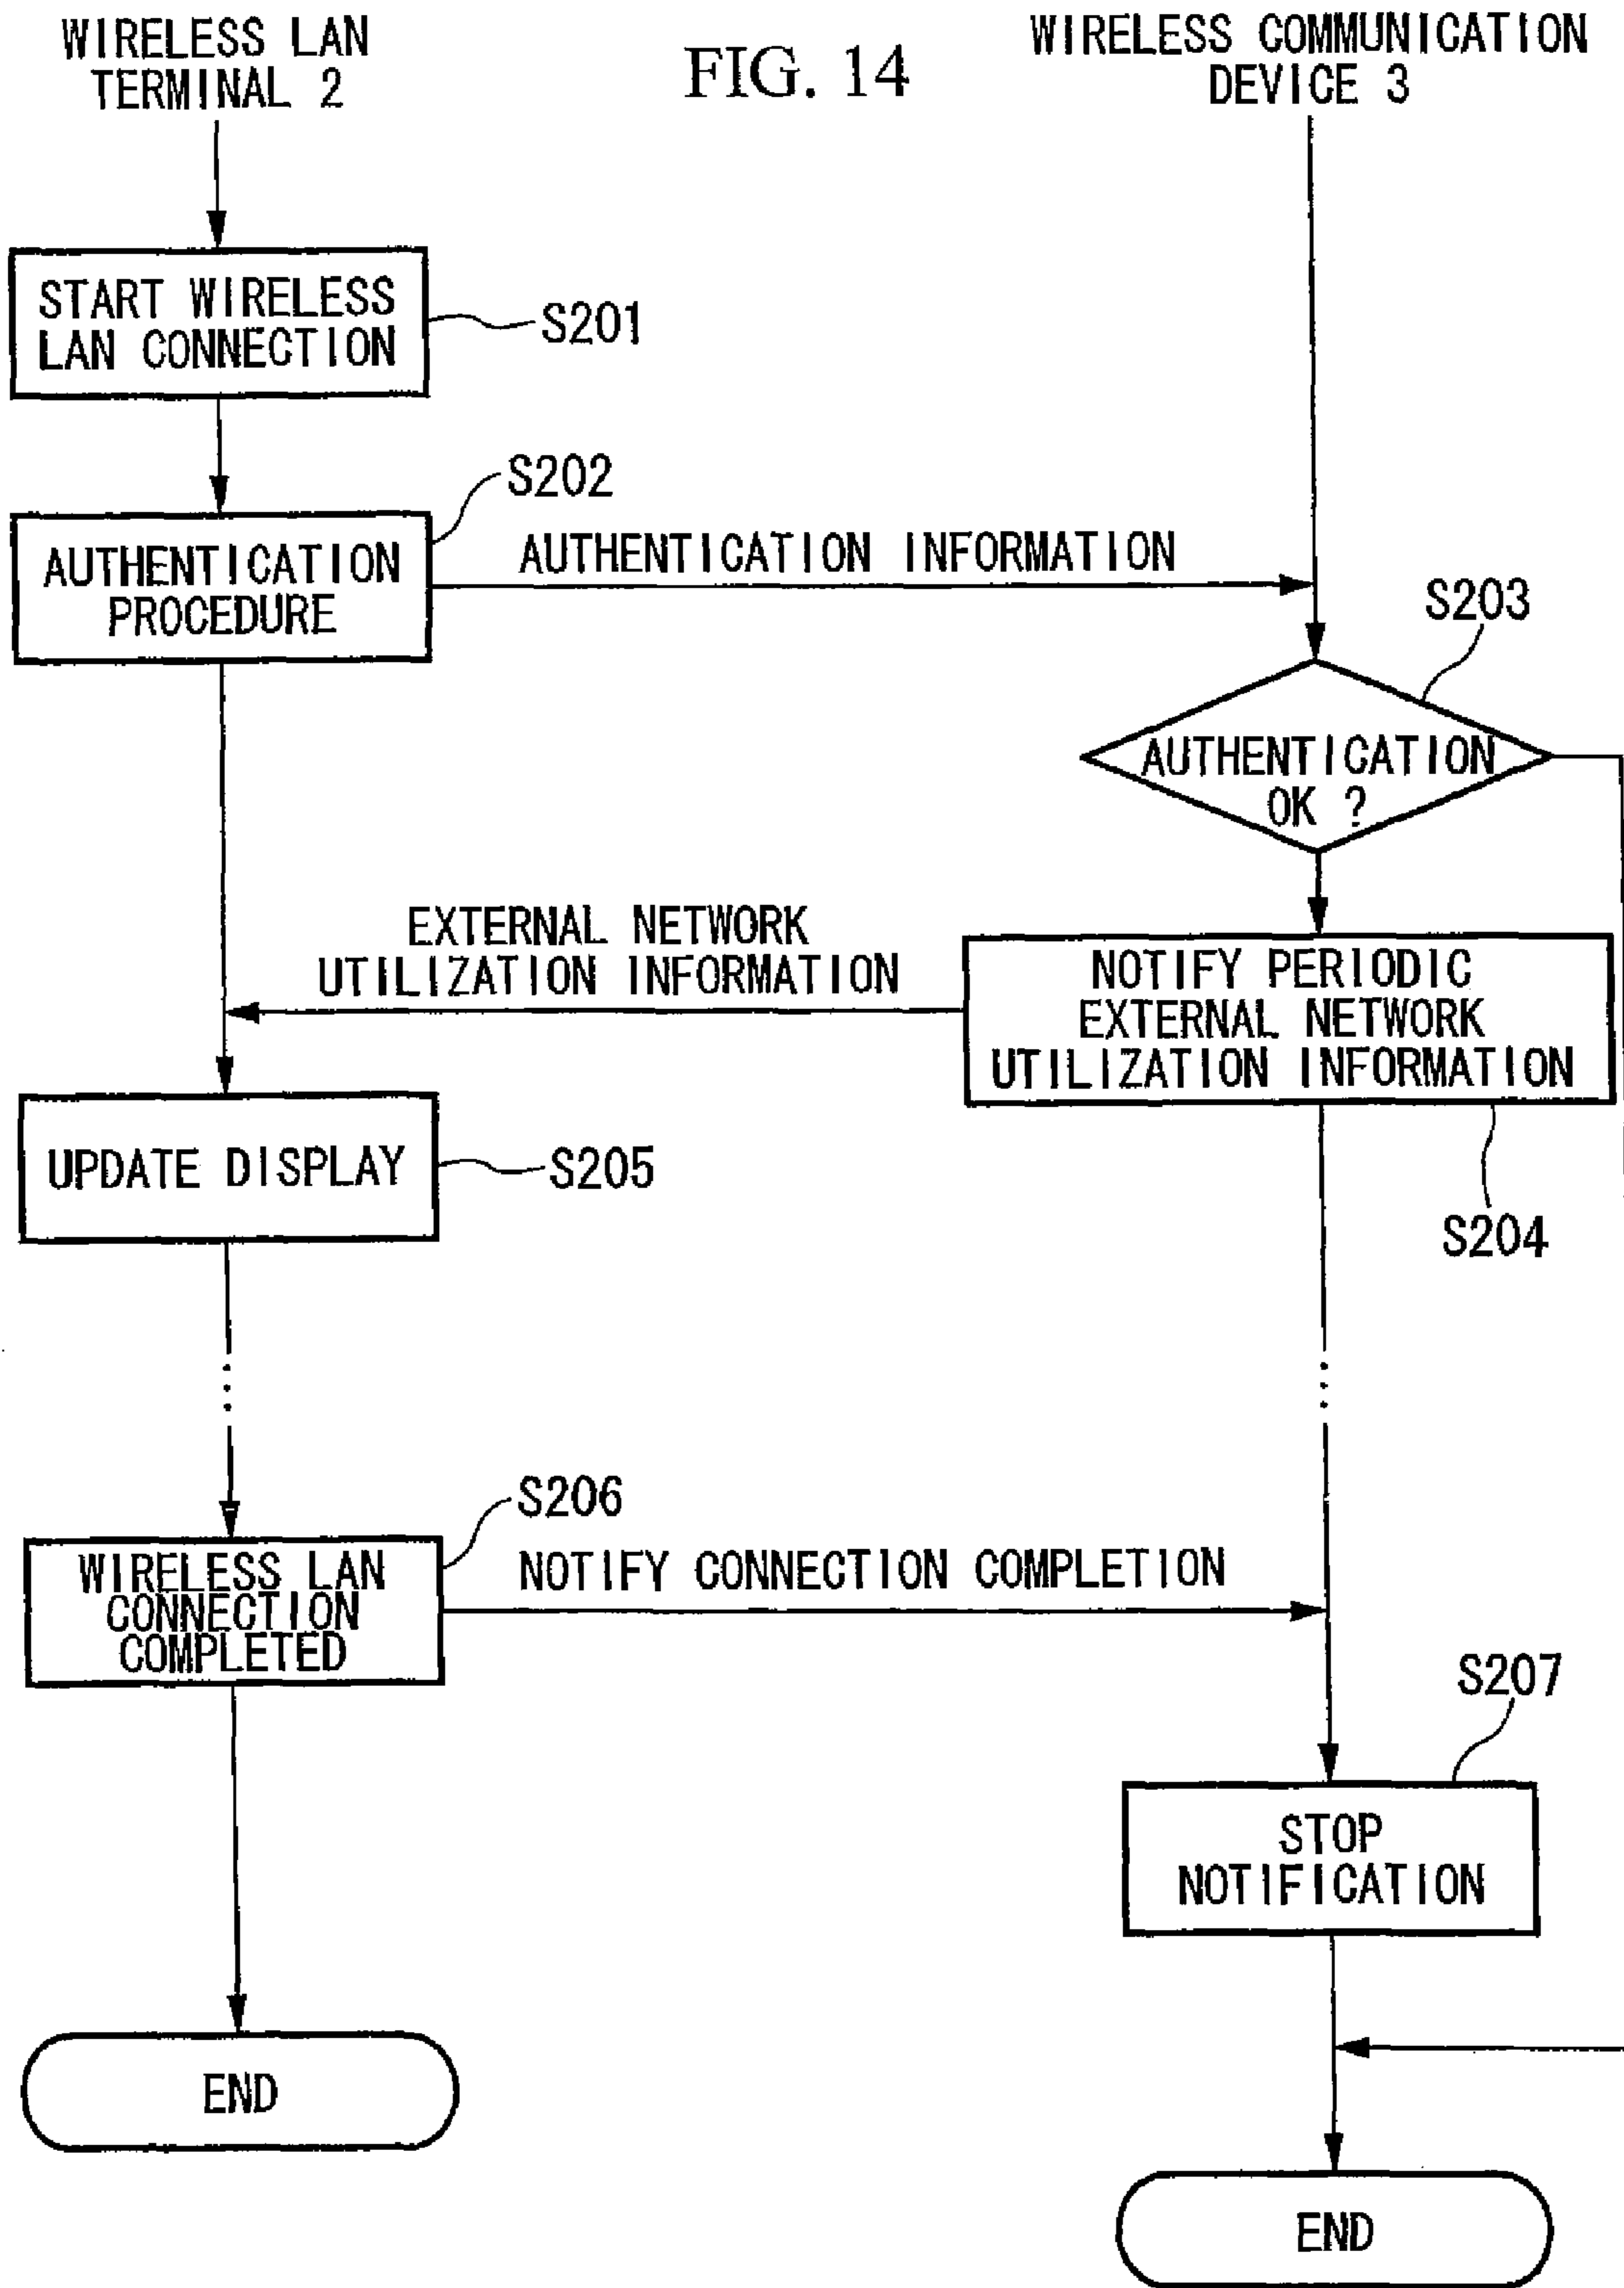 WIRELESS LAN
TERMINAL 2
FIG. 14
WIRELESS COMMUNICATION
DEVICE 3
START WIRELESS
LAN CONNECTION
S201
S202
AUTHENTICATION
PROCEDURE
AUTHENTICATION INFORMATION
S203
AUTHENTICATION
OK ?
EXTERNAL NETWORK
UTILIZATION INFORMATION
NOTIFY PERIODIC
EXTERNAL NETWORK
UTILIZATION INFORMATION
S204
UPDATE DISPLAY
S205
S206
WIRELESS LAN
CONNECTION
COMPLETED
NOTIFY CONNECTION COMPLETION
S207
STOP
NOTIFICATION
END
END